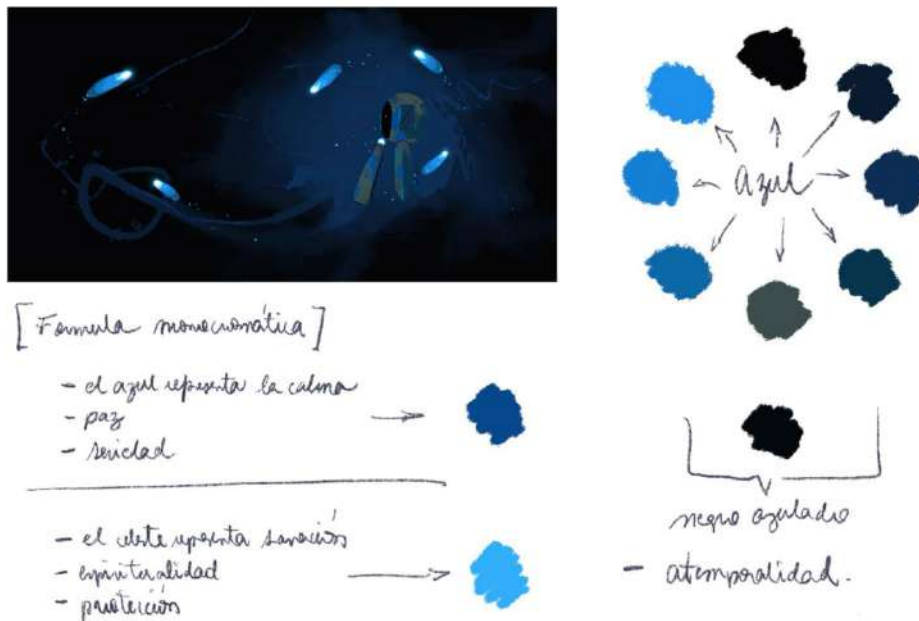 Azul
[Formula monocromática]
- el azul representa la calma
- paz
- seriedad
- el celeste representa sanación
- espiritualidad
- protección
negro azulado
- atemporalidad.